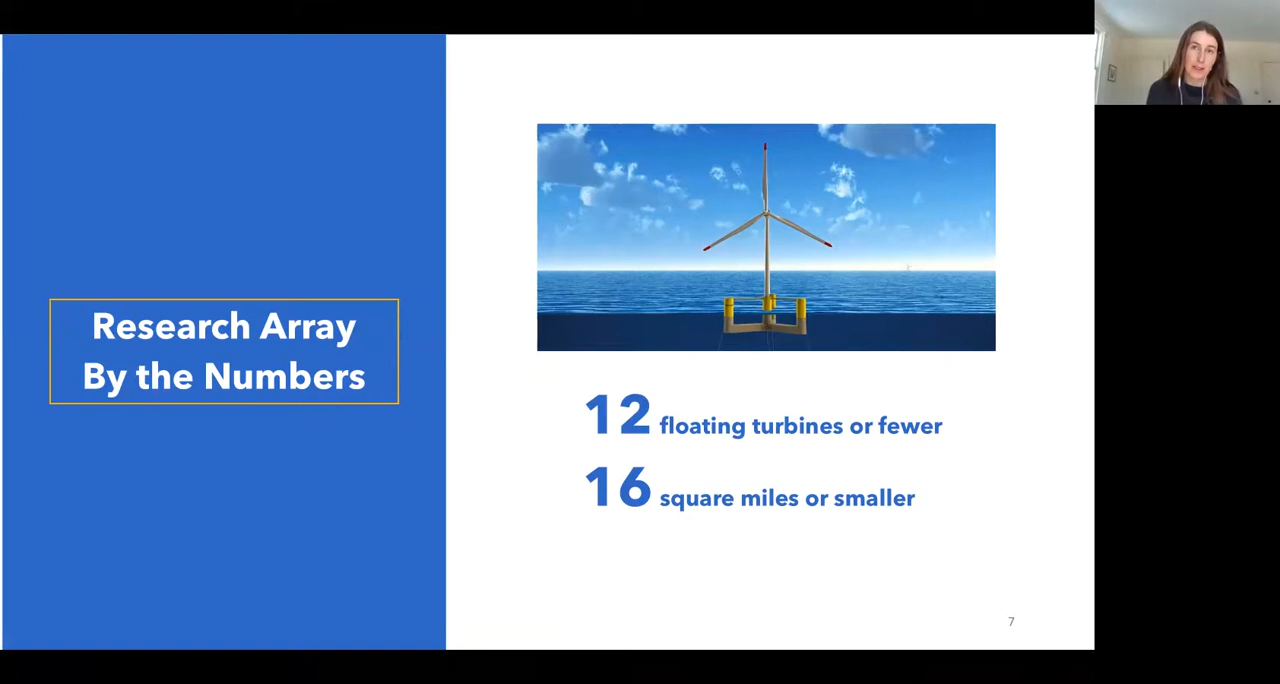 Research Array
By the Numbers
12 floating turbines or fewer
16 square miles or smaller
7